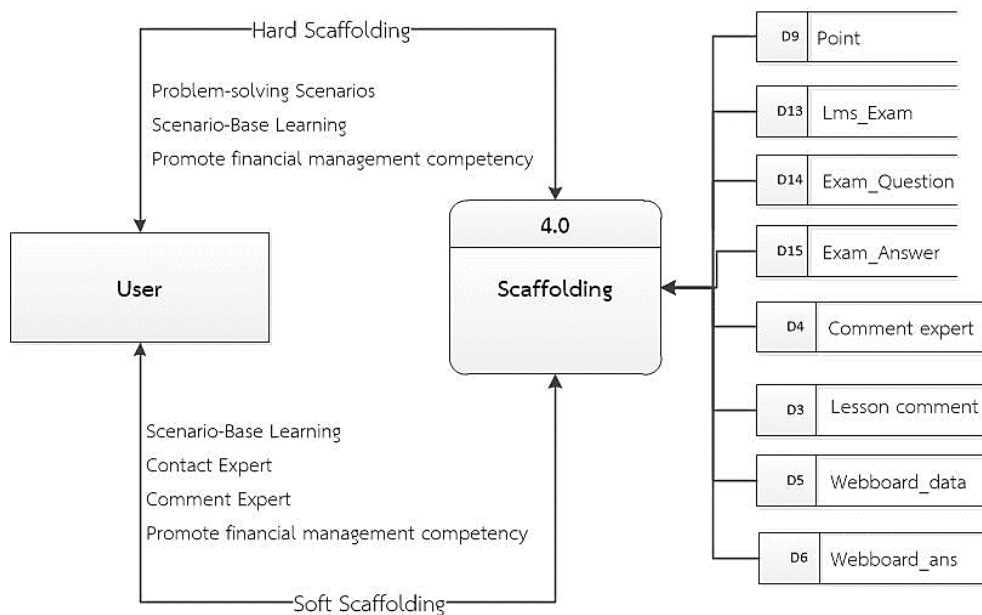 Hard Scaffolding
Problem-solving Scenarios
Scenario-Base Learning
Promote financial management competency
User
4.0
Scaffolding
Scenario-Base Learning
Contact Expert
Comment Expert
Promote financial management competency
Soft Scaffolding
D9 Point
D13 Lms_Exam
D14 Exam_Question
D15 Exam_Answer
D4 Comment expert
D3 Lesson comment
D5 Webboard_data
D6 Webboard_ans